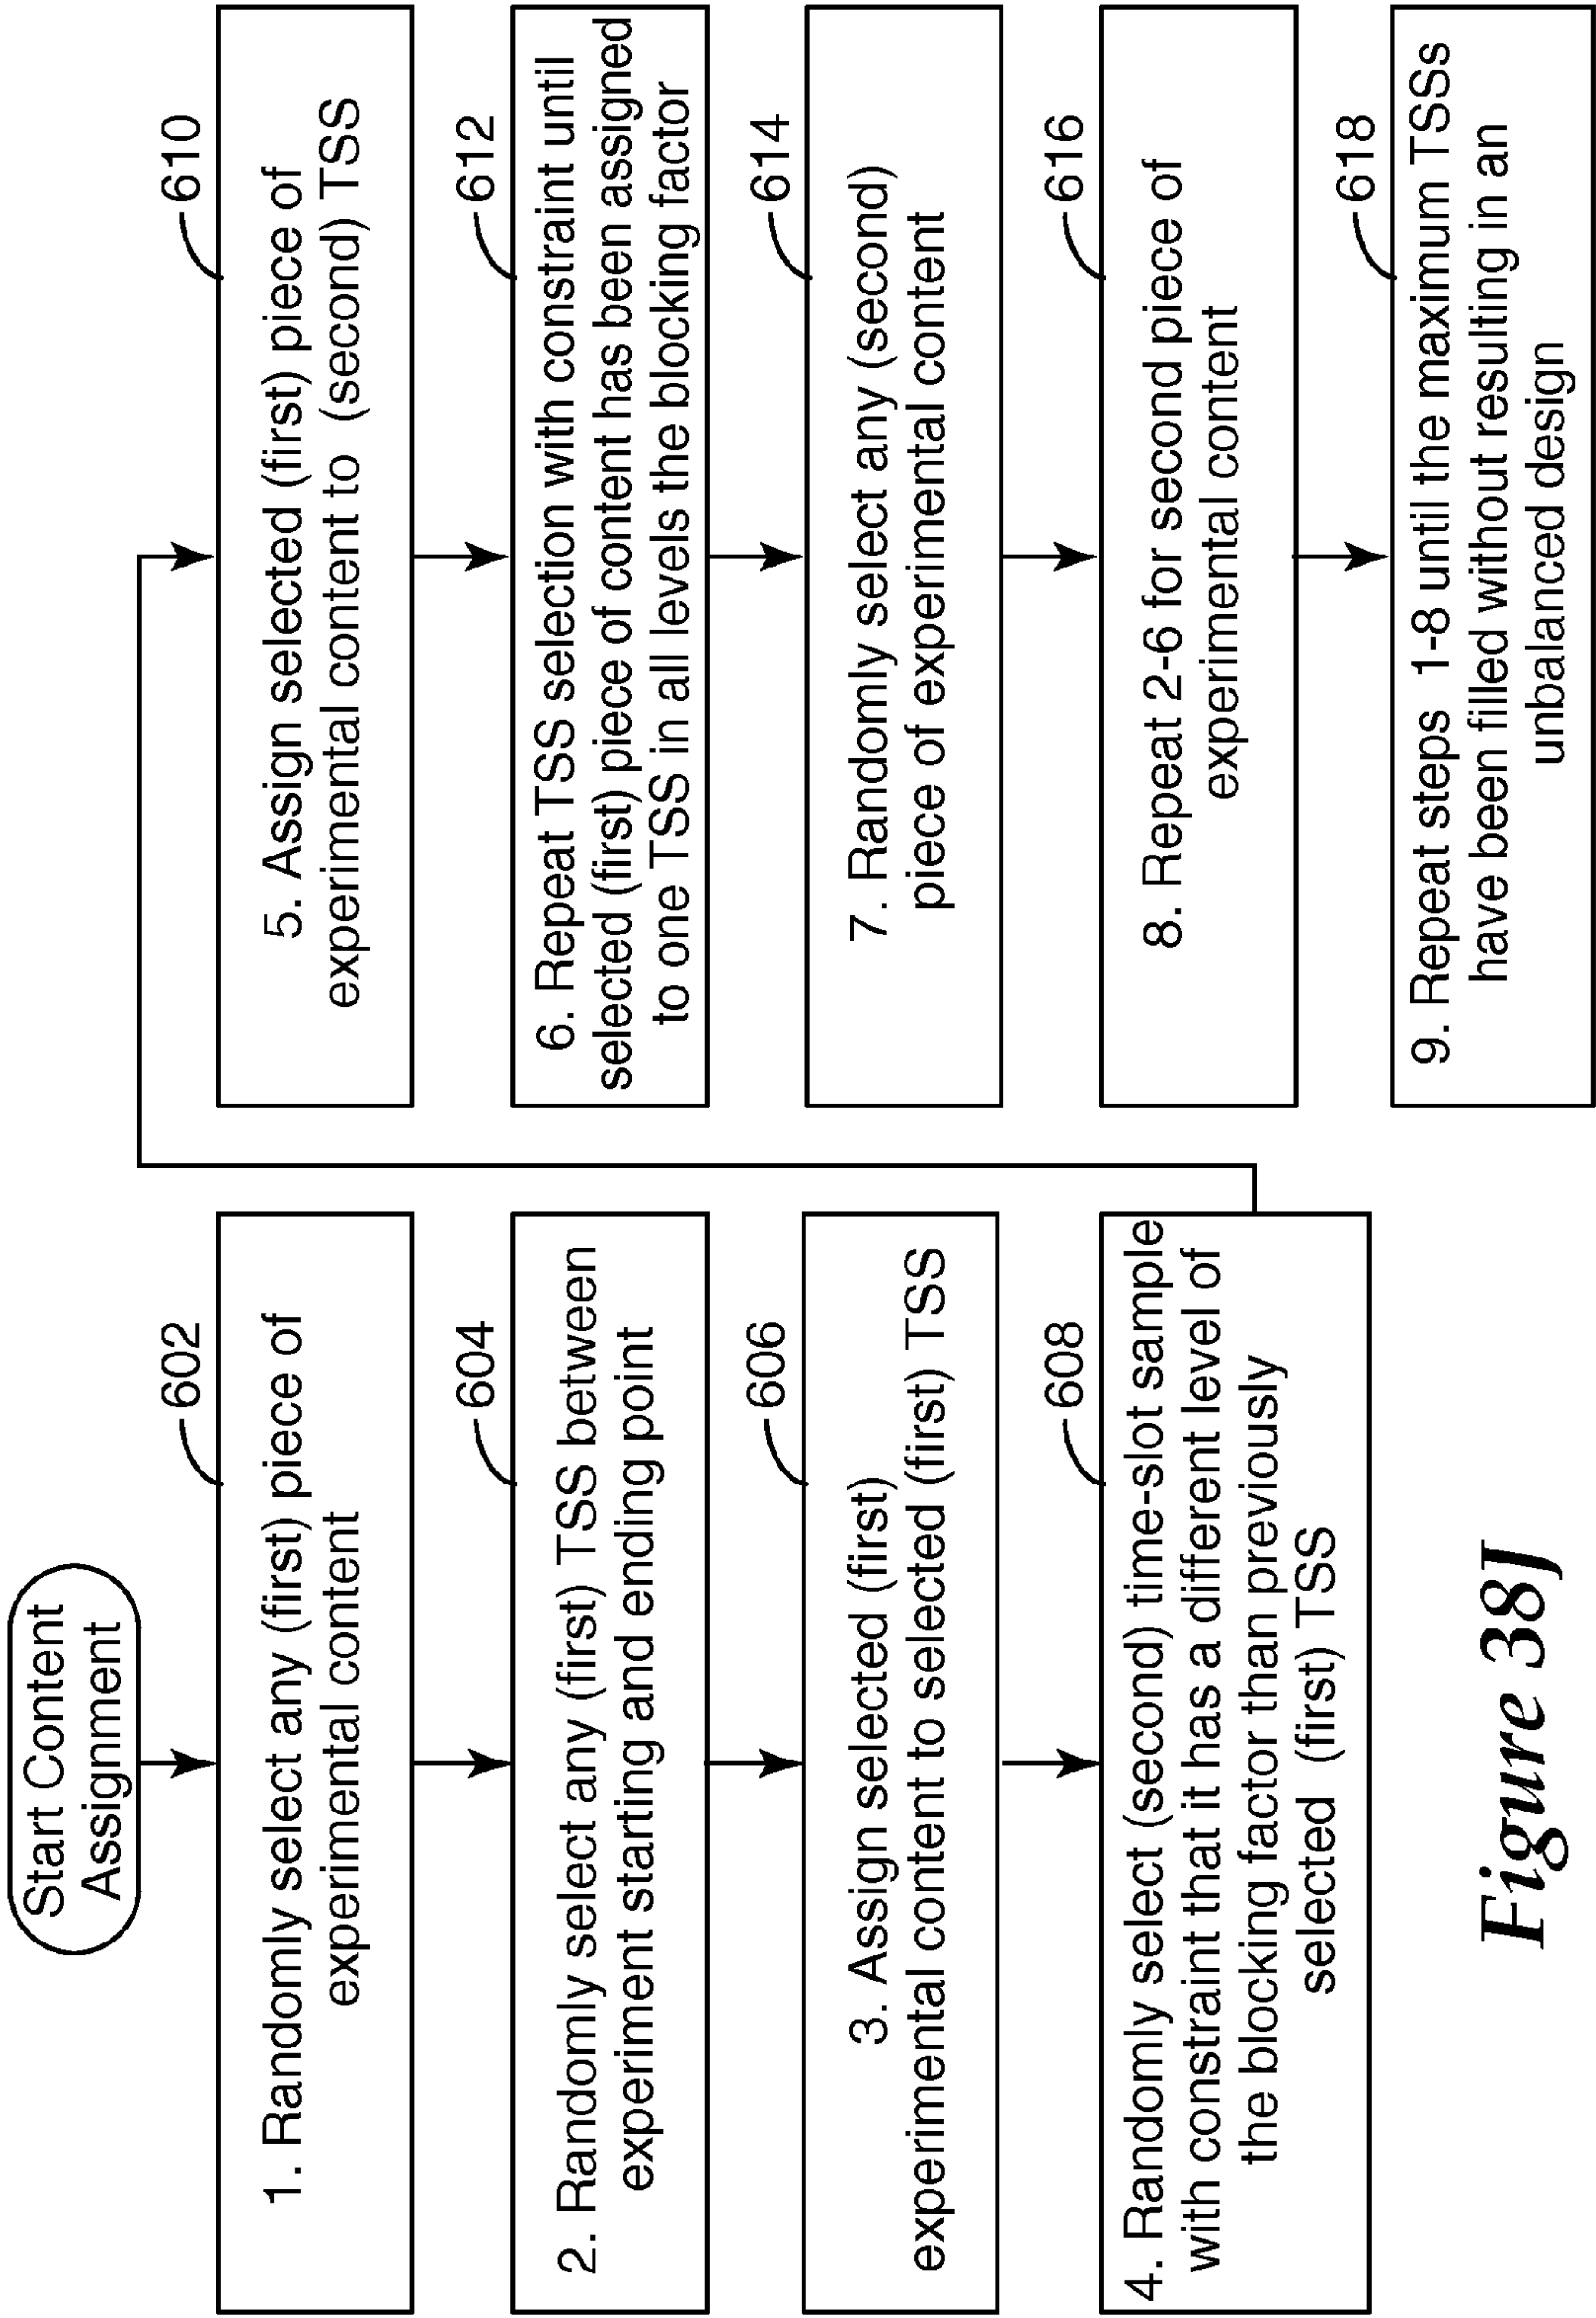 Start Content
Assignment
602
1. Randomly select any (first) piece of
experimental content
604
2. Randomly select any (first) TSS between
experiment starting and ending point
606
3. Assign selected (first)
experimental content to selected (first) TSS
608
4. Randomly select (second) time-slot sample
with constraint that it has a different level of
the blocking factor than previously
selected (first) TSS
610
5. Assign selected (first) piece of
experimental content to (second) TSS
612
6. Repeat TSS selection with constraint until
selected (first) piece of content has been assigned
to one TSS in all levels the blocking factor
614
7. Randomly select any (second)
piece of experimental content
616
8. Repeat 2-6 for second piece of
experimental content
618
9. Repeat steps 1-8 until the maximum TSSs
have been filled without resulting in an
unbalanced design
Figure 38J